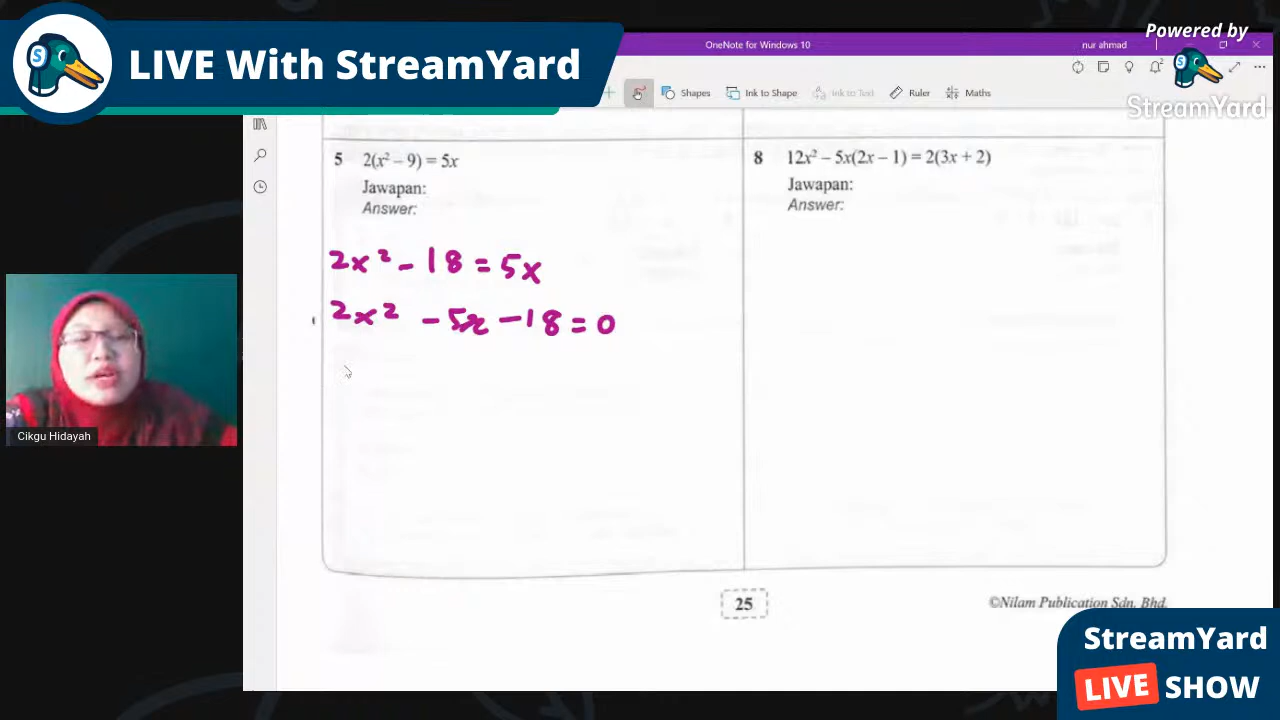 LIVE With StreamYard
Powered by
StreamYard
OneNote for Windows 10
nur ahmad
Shapes
Ink to Shape
Ink to Text
Ruler
Maths
5 2(x² – 9) = 5x
Jawapan:
Answer:
2x² - 18 = 5x
2x² - 5x - 18 = 0
8 12x² – 5x(2x – 1) = 2(3x + 2)
Jawapan:
Answer:
Cikgu Hidayah
25
©Nilam Publication Sdn. Bhd.
StreamYard
LIVE SHOW